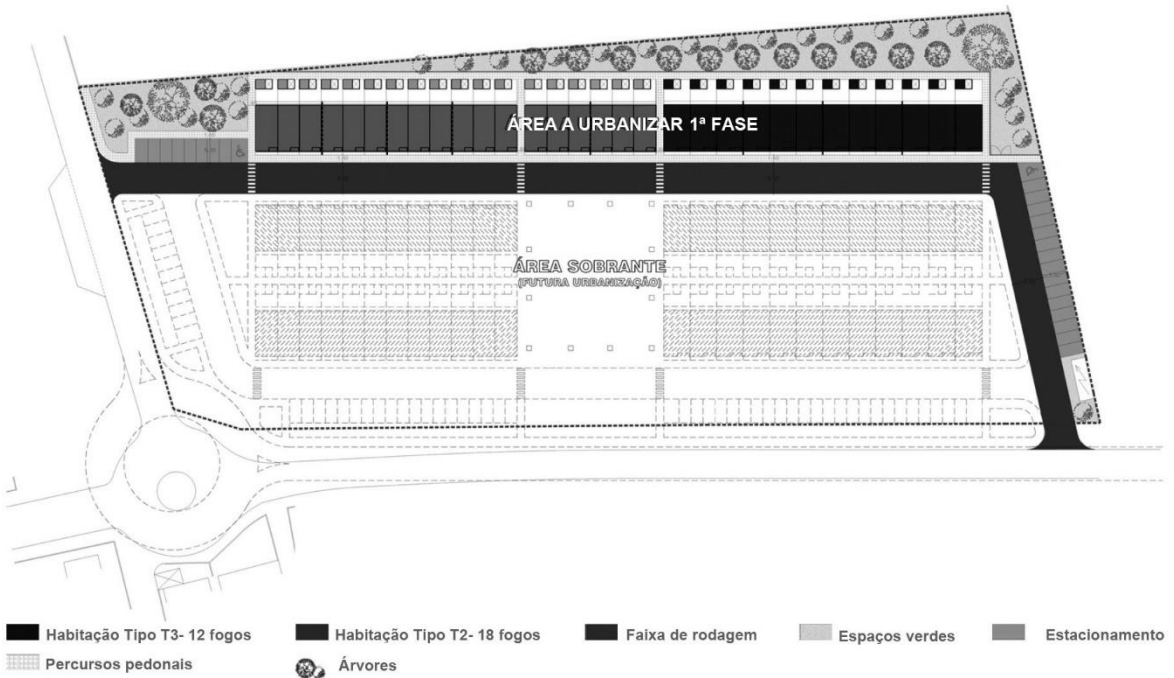 ÁREA A URBANIZAR 1ª FASE
ÁREA SOBRANTE
(FUTURA URBANIZAÇÃO)
Habitação Tipo T3- 12 fogos
Habitação Tipo T2- 18 fogos
Faixa de rodagem
Espaços verdes
Estacionamento
Percursos pedonais
Árvores